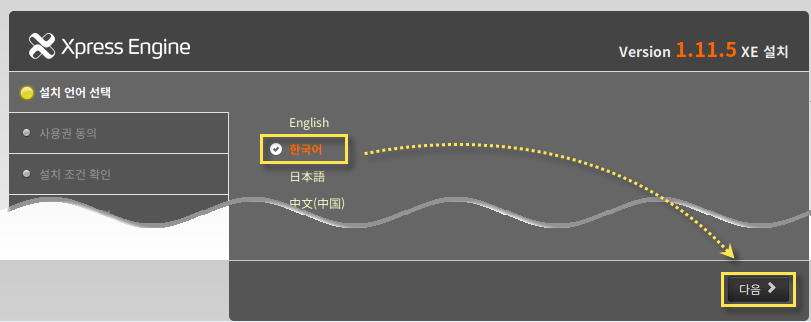 Xpress Engine
Version 1.11.5 XE 설치
설치 언어 선택
사용권 동의
설치 조건 확인
English
한국어
日本語
中文(中国)
다음